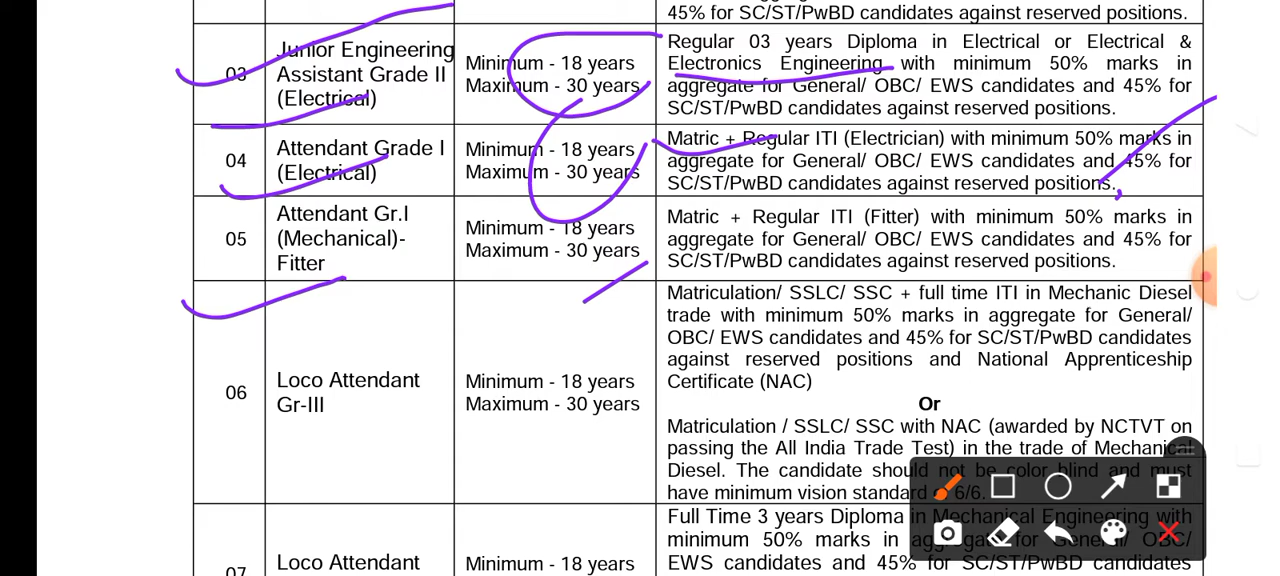 45% for SC/ST/PwBD candidates against reserved positions.
03
Junior Engineering
Assistant Grade II
(Electrical)
Minimum - 18 years
Maximum - 30 years
Regular 03 years Diploma in Electrical or Electrical &
Electronics Engineering with minimum 50% marks in
aggregate for General/ OBC/ EWS candidates and 45% for
SC/ST/PwBD candidates against reserved positions.
04
Attendant Grade I
(Electrical)
Minimum - 18 years
Maximum - 30 years
Matric + Regular ITI (Electrician) with minimum 50% marks in
aggregate for General/ OBC/ EWS candidates and 45% for
SC/ST/PwBD candidates against reserved positions.
05
Attendant Gr.I
(Mechanical)-
Fitter
Minimum - 18 years
Maximum - 30 years
Matric + Regular ITI (Fitter) with minimum 50% marks in
aggregate for General/ OBC/ EWS candidates and 45% for
SC/ST/PwBD candidates against reserved positions.
06
Loco Attendant
Gr-III
Minimum - 18 years
Maximum - 30 years
Matriculation/ SSLC/ SSC + full time ITI in Mechanic Diesel
trade with minimum 50% marks in aggregate for General/
OBC/ EWS candidates and 45% for SC/ST/PwBD candidates
against reserved positions and National Apprenticeship
Certificate (NAC)
Or
Matriculation / SSLC/ SSC with NAC (awarded by NCTVT on
passing the All India Trade Test) in the trade of Mechanical
Diesel. The candidate should not be color blind and must
have minimum vision standard of 6/6.
07
Loco Attendant
Minimum - 18 years
Full Time 3 years Diploma in Mechanical Engineering with
minimum 50% marks in aggregate for General/ OBC/
EWS candidates and 45% for SC/ST/PwBD candidates